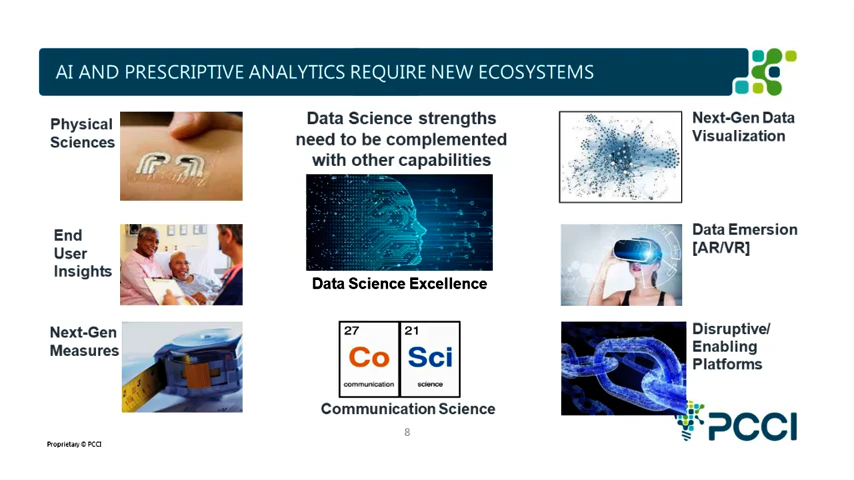 AI AND PRESCRIPTIVE ANALYTICS REQUIRE NEW ECOSYSTEMS
Physical
Sciences
End
User
Insights
Next-Gen
Measures
Data Science strengths
need to be complemented
with other capabilities
Data Science Excellence
27
21
Co
Sci
communication
science
Communication Science
Next-Gen Data
Visualization
Data Emersion
[AR/VR]
Disruptive/
Enabling
Platforms
PCCI
8
Proprietary © PCCI